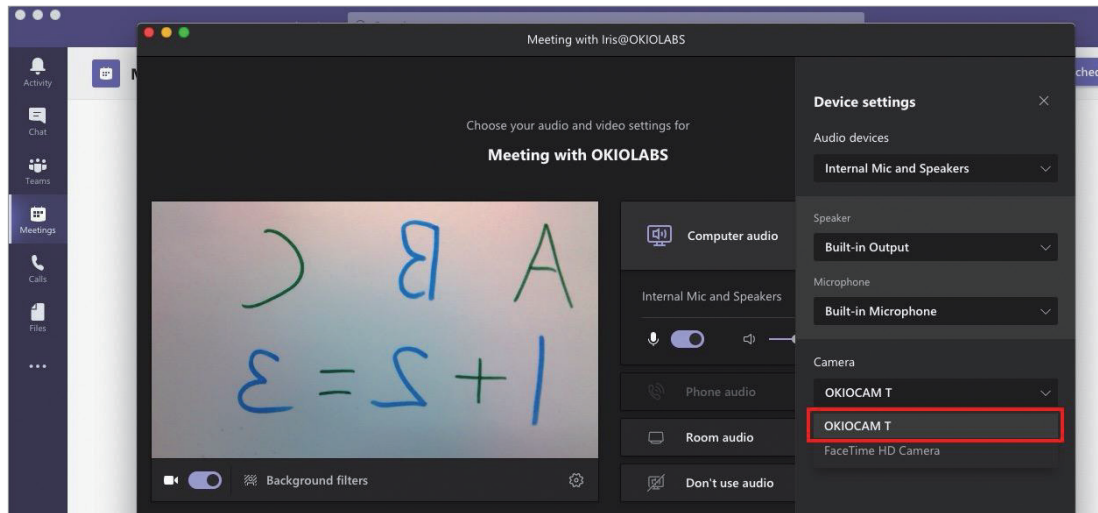 Meeting with Iris@OKIOLABS
Activity
Chat
Teams
Meetings
Calls
Files
Choose your audio and video settings for
Meeting with OKIOLABS
A B C
1 + 2 = 3
Background filters
Computer audio
Internal Mic and Speakers
Phone audio
Room audio
Don't use audio
Device settings
Audio devices
Internal Mic and Speakers
Speaker
Built-in Output
Microphone
Built-in Microphone
Camera
OKIOCAM T
OKIOCAM T
FaceTime HD Camera